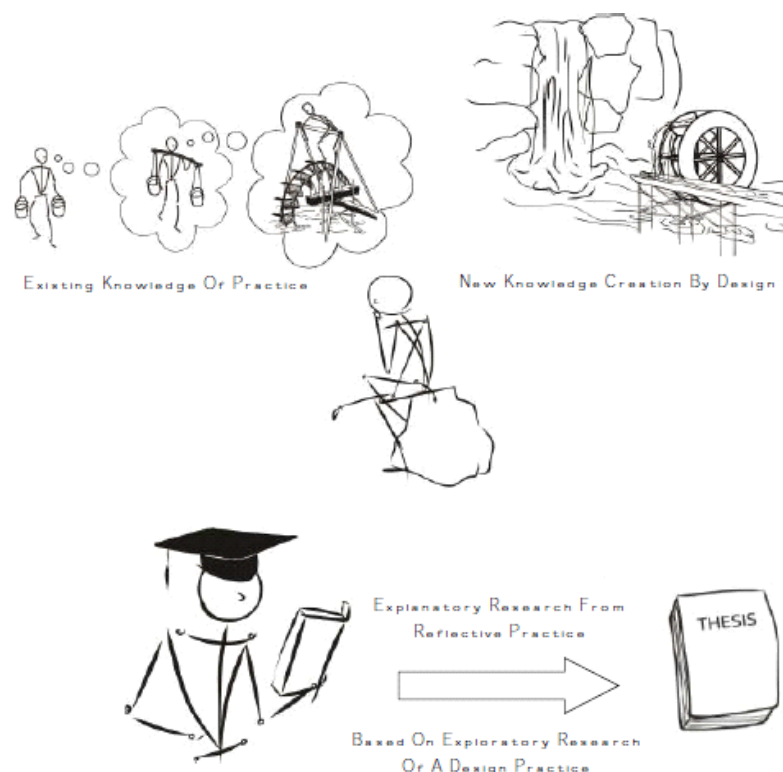 Existing Knowledge Of Practice
New Knowledge Creation By Design
Explanatory Research From
Reflective Practice
THESIS
Based On Exploratory Research
Of A Design Practice